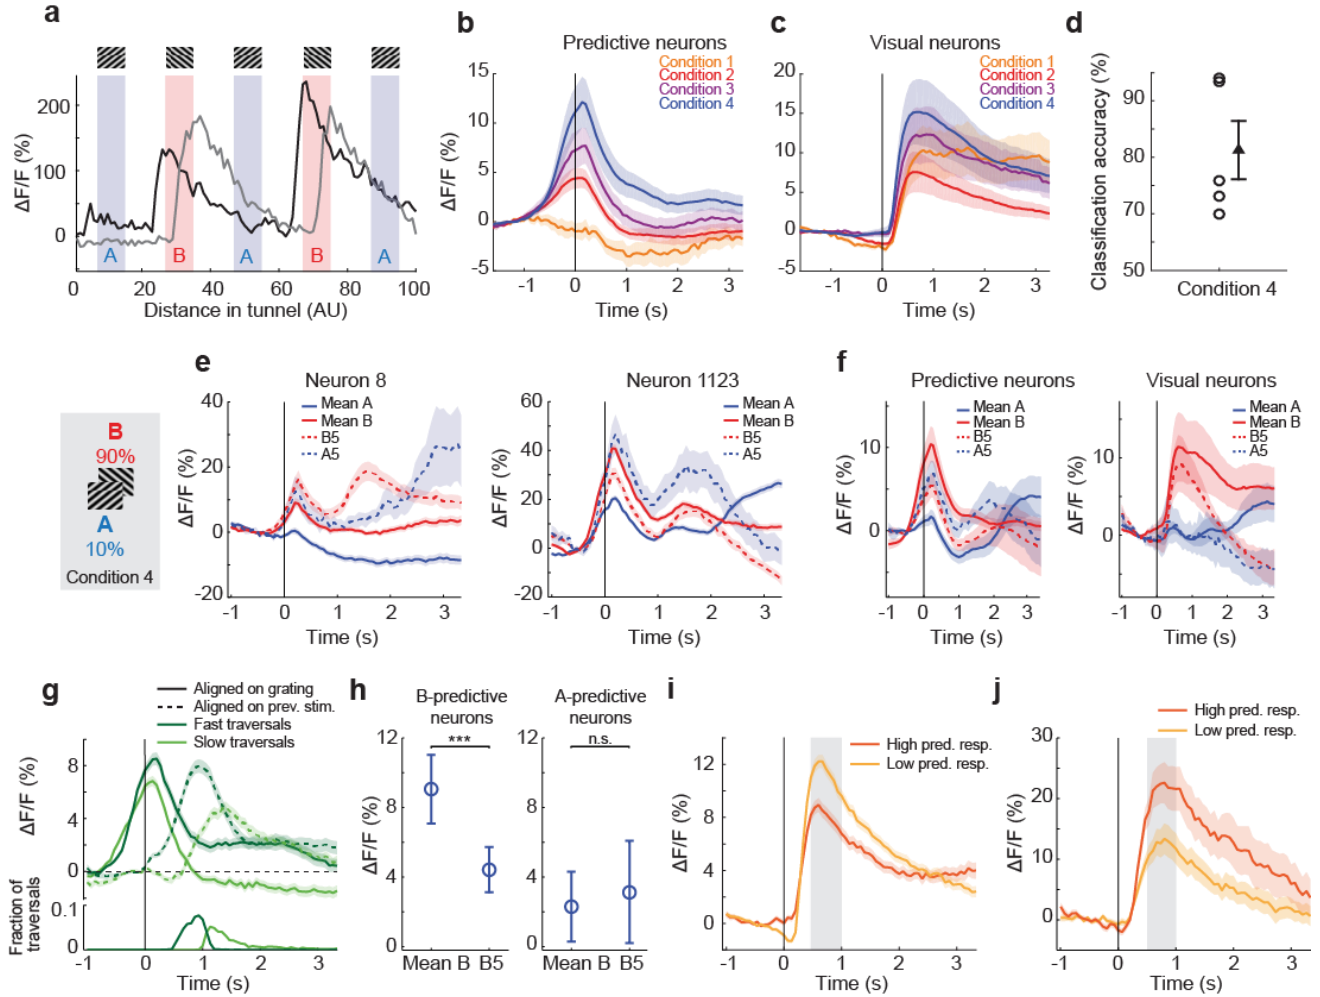 a
ΔF/F (%)
200
100
0
A
B
A
B
A
0
20
40
60
80
100
Distance in tunnel (AU)
b
Predictive neurons
Condition 1
Condition 2
Condition 3
Condition 4
ΔF/F (%)
15
10
5
0
-5
-1
0
1
2
3
Time (s)
c
Visual neurons
Condition 1
Condition 2
Condition 3
Condition 4
20
15
10
5
0
-5
-1
0
1
2
3
Time (s)
d
Classification accuracy (%)
90
80
70
50
Condition 4
B
90%
A
10%
Condition 4
e
Neuron 8
Mean A
Mean B
B5
A5
ΔF/F (%)
40
20
0
-20
-1
0
1
2
3
Time (s)
Neuron 1123
Mean A
Mean B
B5
A5
ΔF/F (%)
60
40
20
0
-20
-1
0
1
2
3
Time (s)
f
Predictive neurons
Mean A
Mean B
B5
A5
ΔF/F (%)
10
0
-1
0
1
2
3
Time (s)
Visual neurons
Mean A
Mean B
B5
A5
ΔF/F (%)
10
0
-1
0
1
2
3
Time (s)
g
Aligned on grating
Aligned on prev. stim.
Fast traversals
Slow traversals
ΔF/F (%)
8
4
0
Fraction of
traversals
0.1
0
-1
0
1
2
3
Time (s)
h
B-predictive
neurons
***
ΔF/F (%)
12
8
4
0
Mean B
B5
A-predictive
neurons
n.s.
ΔF/F (%)
12
8
4
0
Mean B
B5
i
High pred. resp.
Low pred. resp.
ΔF/F (%)
12
8
4
0
-1
0
1
2
3
Time (s)
j
High pred. resp.
Low pred. resp.
ΔF/F (%)
30
20
10
0
-1
0
1
2
3
Time (s)